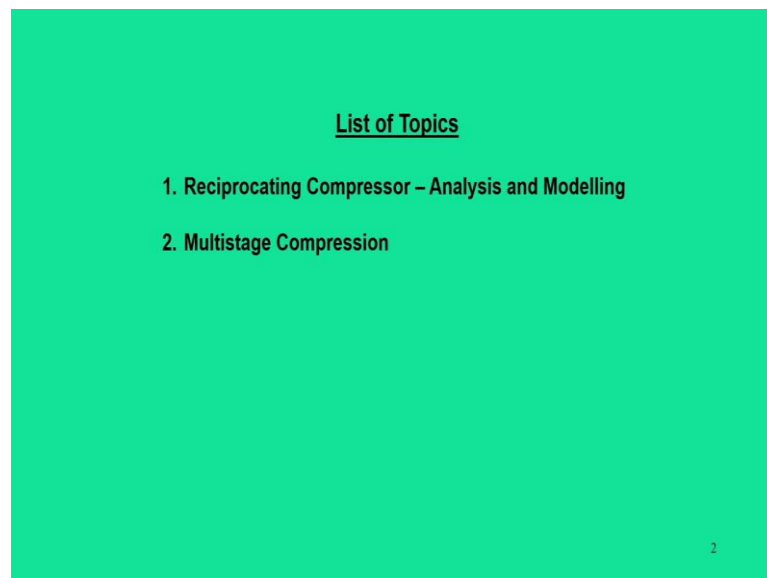 List of Topics
1. Reciprocating Compressor – Analysis and Modelling
2. Multistage Compression
2